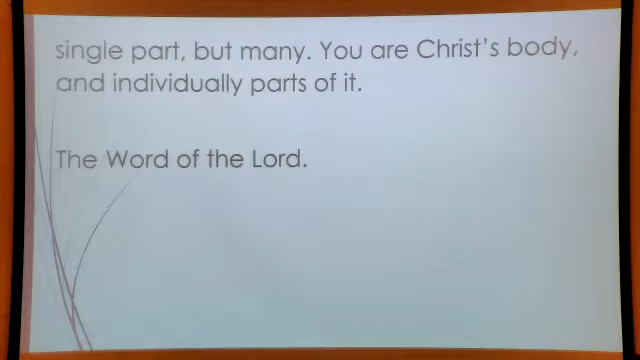 single part, but many. You are Christ's body,
and individually parts of it.
The Word of the Lord.